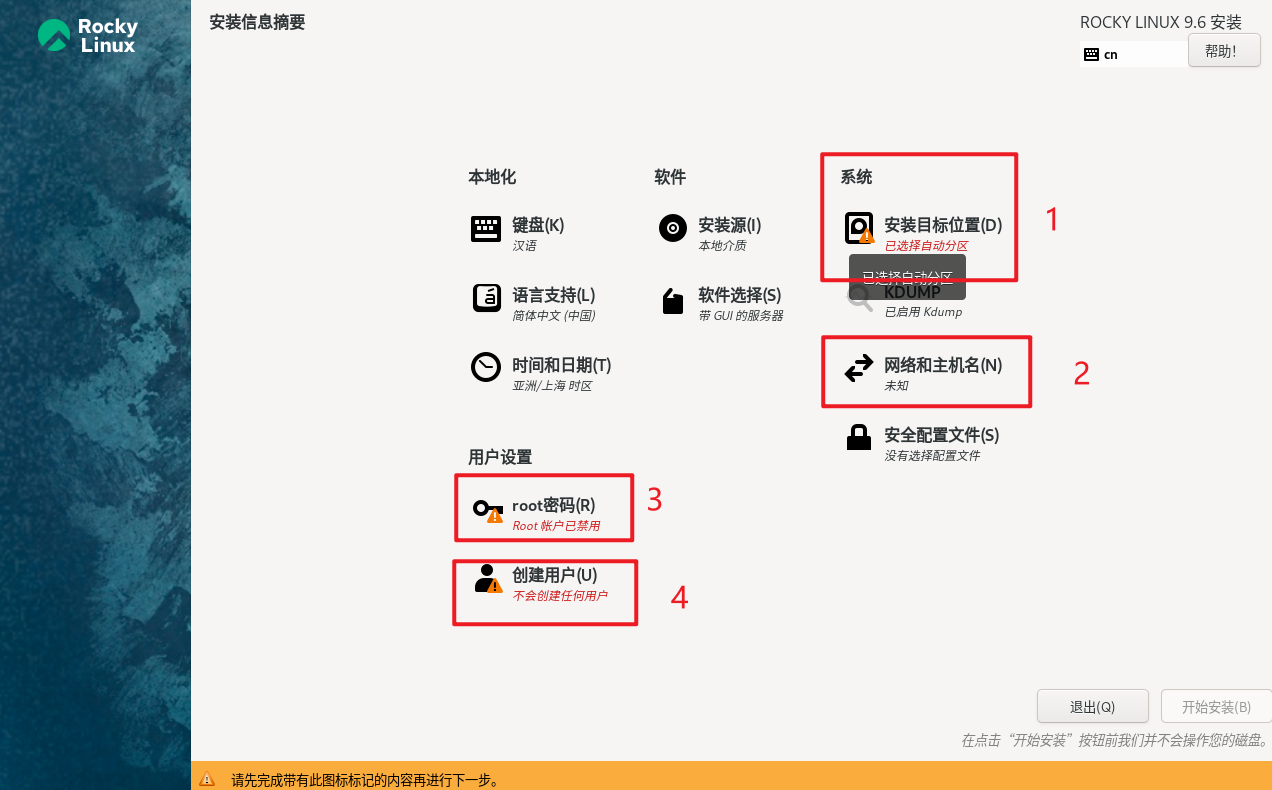 Rocky
Linux
安装信息摘要
ROCKY LINUX 9.6 安装
cn
帮助!
本地化
键盘(K)
汉语
语言支持(L)
简体中文 (中国)
时间和日期(T)
亚洲/上海 时区
软件
安装源(I)
本地介质
软件选择(S)
带 GUI 的服务器
系统
安装目标位置(D)
已选择自动分区
1
已选择自动分区
KDUMP
已启用 Kdump
网络和主机名(N)
未知
2
安全配置文件(S)
没有选择配置文件
用户设置
root密码(R)
Root 帐户已禁用
3
创建用户(U)
不会创建任何用户
4
退出(Q)
开始安装(B)
在点击“开始安装”按钮前我们并不会操作您的磁盘。
请先完成带有此图标标记的内容再进行下一步。